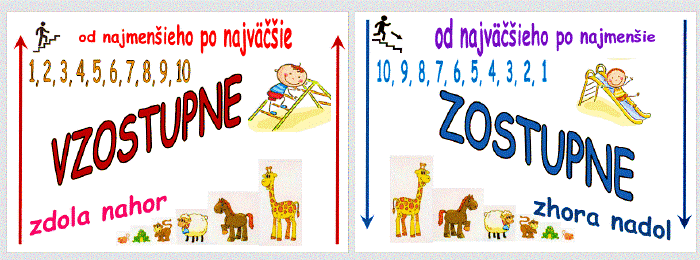 od najmenšieho po najväčšie
1, 2, 3, 4, 5, 6, 7, 8, 9, 10
VZOSTUPNE
zdola nahor
od najväčšieho po najmenšie
10, 9, 8, 7, 6, 5, 4, 3, 2, 1
ZOSTUPNE
zhora nadol